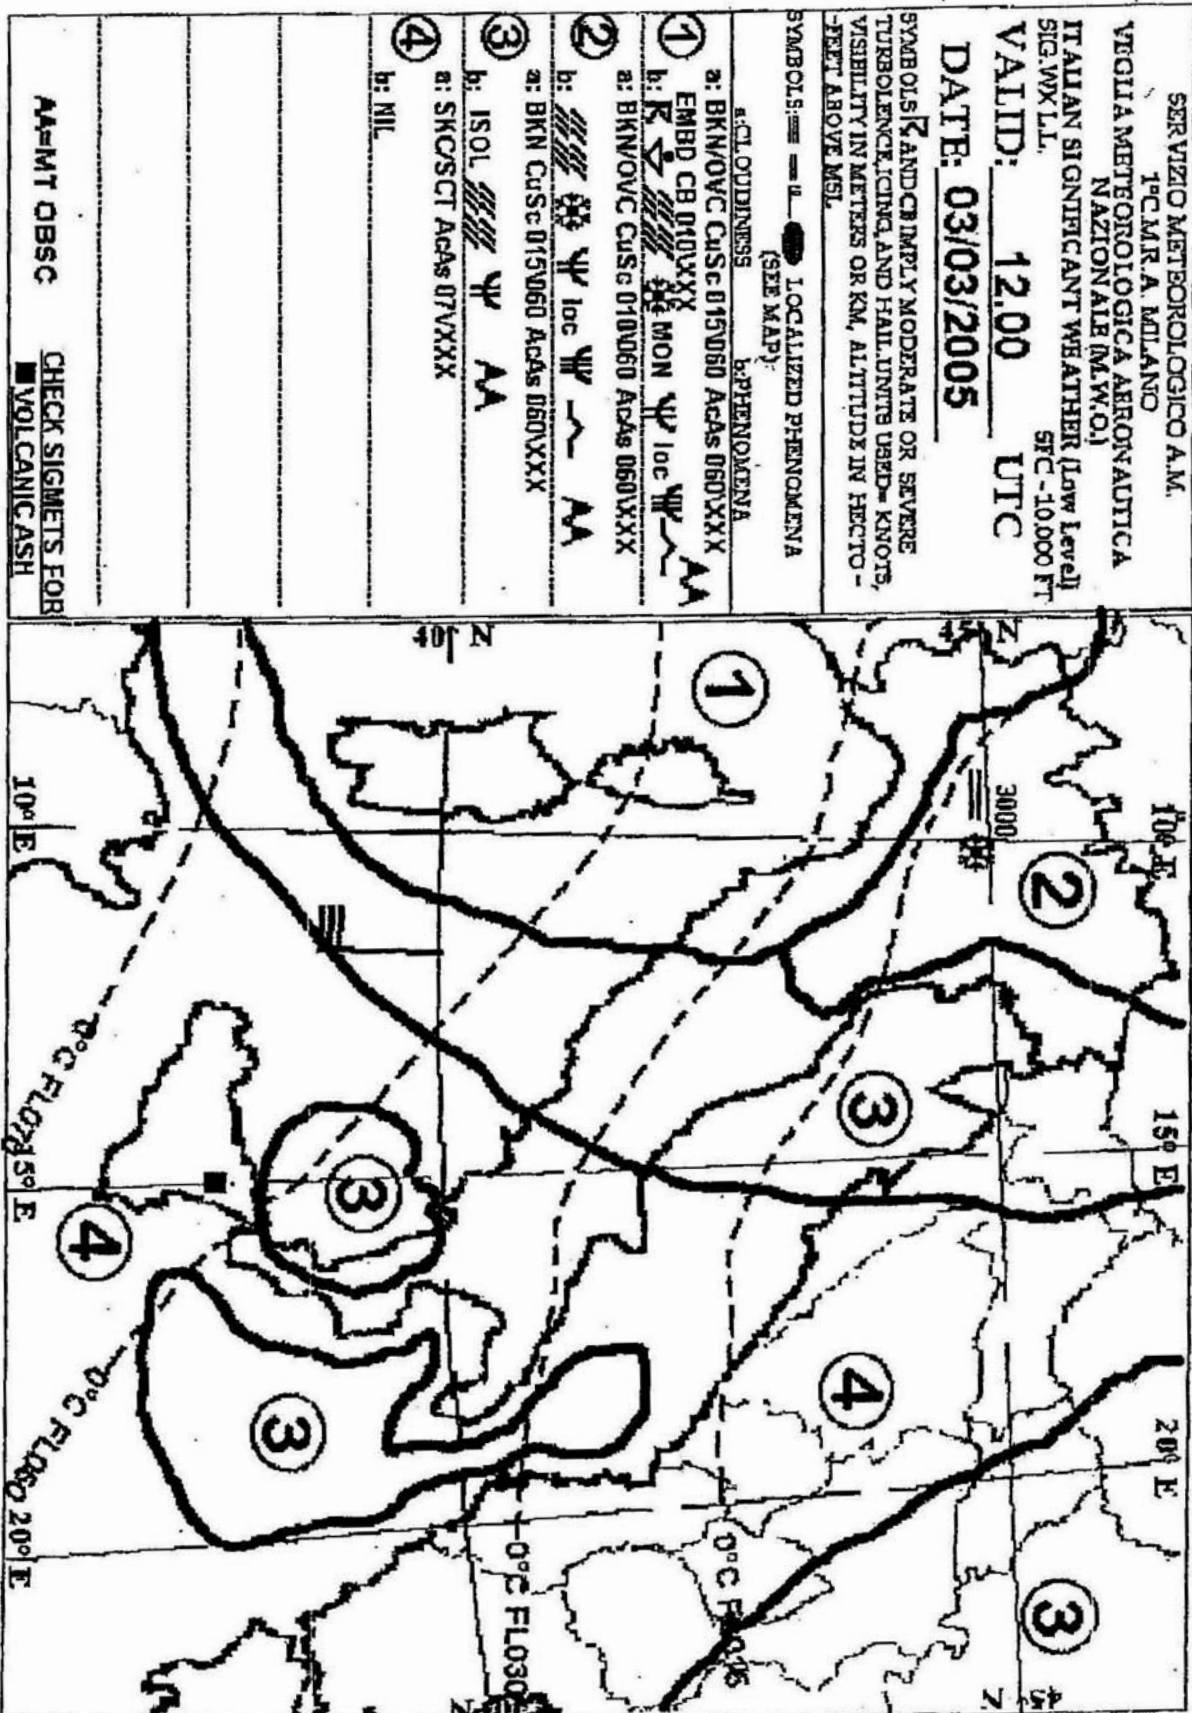 SERVIZIO METEOROLOGICO A.M.
1°C.M.R.A. MILANO
VEGLIA METEOROLOGICA AERONAUTICA
NAZIONALE (M.W.O.)
ITALIAN SIGNIFICANT WEATHER (Low Level)
SIG.WX L.L. SFC - 10.000 FT
VALID: 12.00 UTC
DATE: 03/03/2005
SYMBOLS AND CB IMPLY MODERATE OR SEVERE
TURBOLENCE, ICING, AND HAIL. UNITS USED= KNOTS,
VISIBILITY IN METERS OR KM, ALTITUDE IN HECTO-
-FEET ABOVE MSL
SYMBOLS: LOCALIZED PHENOMENA
(SEE MAP):
a:CLOUDINESS b:PHENOMENA
1 a: BKN/OVC CuSc 015\060 AcAs 060\XXX
EMBD CB 010\XXX
b: MON loc AA
2 a: BKN/OVC CuSc 010\060 AcAs 060\XXX
b: loc AA
3 a: BKN CuSc 015\060 AcAs 060\XXX
b: ISOL AA
4 a: SKC/SCT AcAs 07\XXX
b: NIL
AA=MT OBSC
CHECK SIGMETS FOR
VOLCANIC ASH
10° E
15° E
20° E
45
N
3000
2
1
3
4
3
40
N
3
3
4
0°C FL030
0°C FL060
10° E
15° E
20° E
N
N